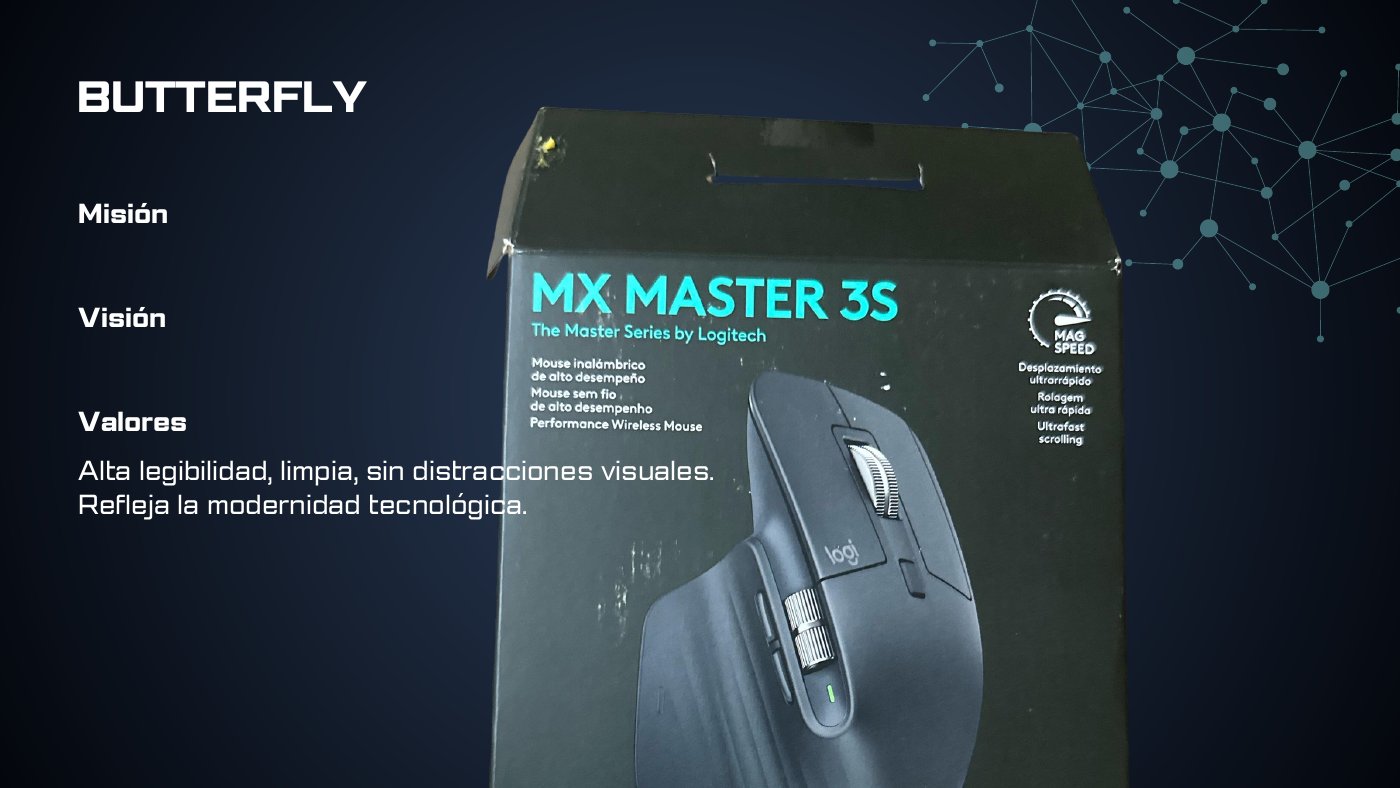 BUTTERFLY
Misión
Visión
Valores
Alta legibilidad, limpia, sin distracciones visuales.
Refleja la modernidad tecnológica.
MX MASTER 3S
The Master Series by Logitech
Mouse inalámbrico
de alto desempeño
Mouse sem fio
de alto desempenho
Performance Wireless Mouse
MAG
SPEED
Desplazamiento
ultrarrápido
Rolagem
ultra rápida
Ultrafast
scrolling
logi